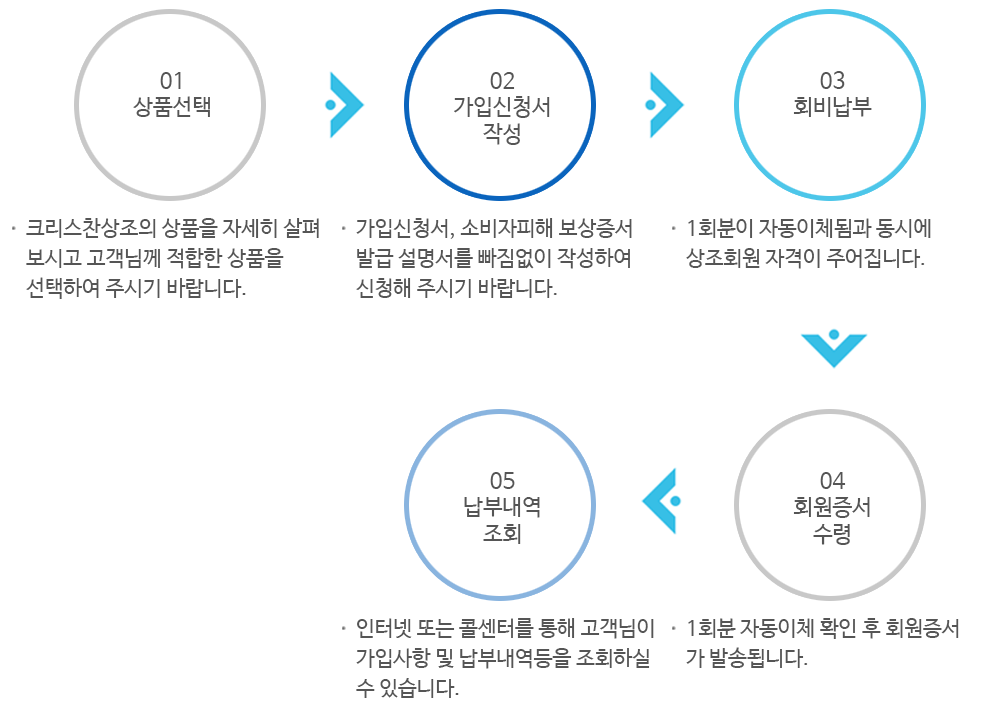 01
상품선택
02
가입신청서
작성
03
회비납부
· 크리스찬상조의 상품을 자세히 살펴
보시고 고객님께 적합한 상품을
선택하여 주시기 바랍니다.
· 가입신청서, 소비자피해 보상증서
발급 설명서를 빠짐없이 작성하여
신청해 주시기 바랍니다.
· 1회분이 자동이체됨과 동시에
상조회원 자격이 주어집니다.
04
회원증서
수령
· 1회분 자동이체 확인 후 회원증서
가 발송됩니다.
05
납부내역
조회
· 인터넷 또는 콜센터를 통해 고객님이
가입사항 및 납부내역등을 조회하실
수 있습니다.